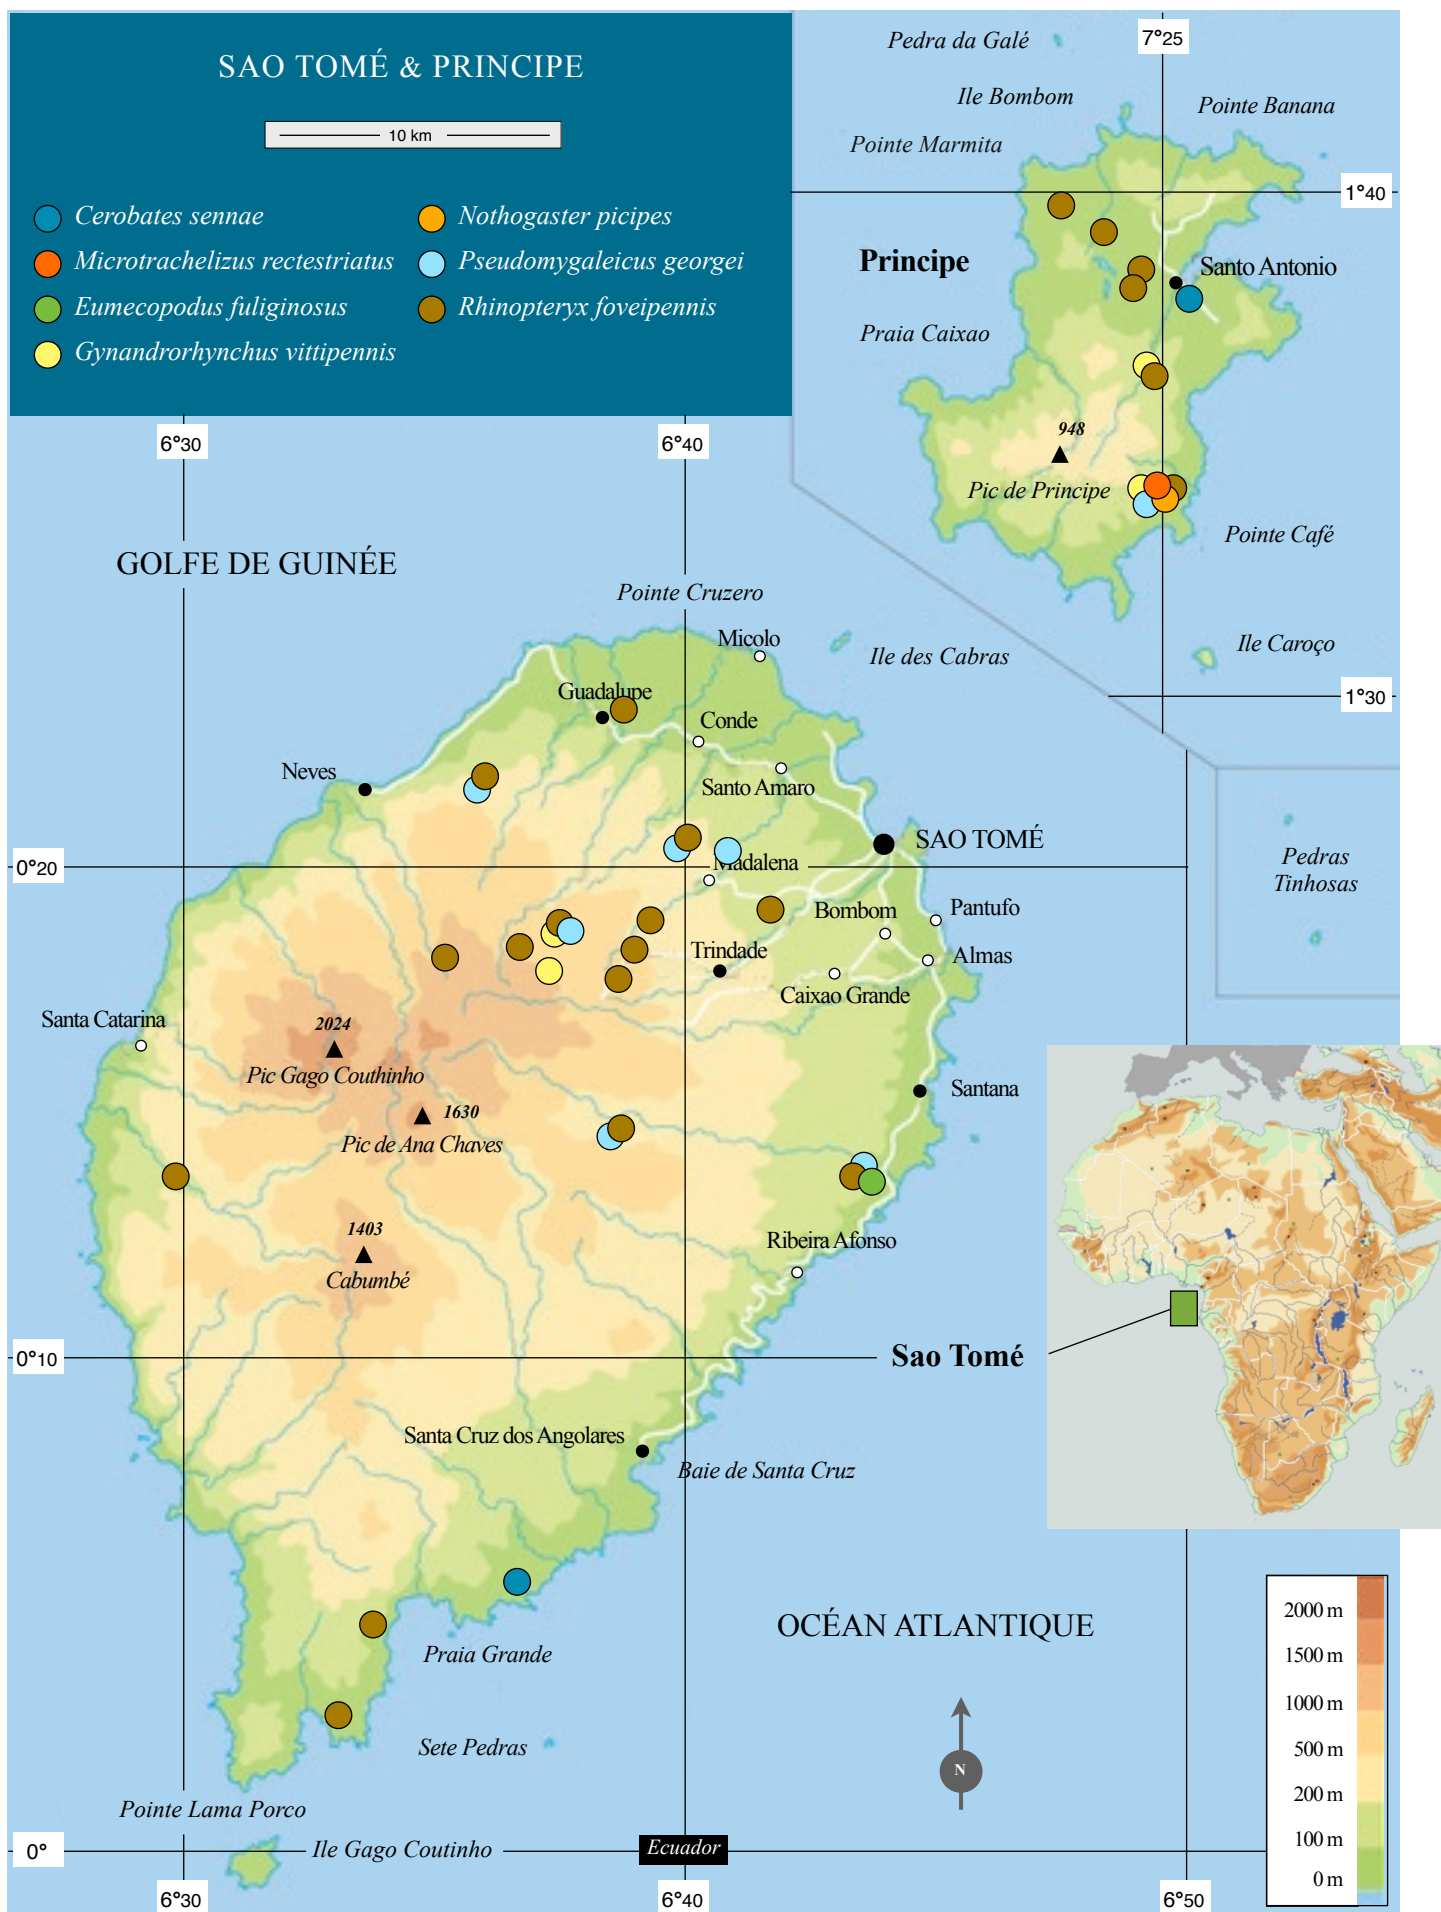 SAO TOMÉ & PRINCIPE
10 km
Cerobates sennae
Microtrachelizus rectestriatus
Eumecopodus fuliginosus
Gynandrorhynchus vittipennis
Nothogaster picipes
Pseudomygaleicus georgei
Rhinopteryx foveipennis
Pedra da Galé
7°25
Ile Bombom
Pointe Banana
Pointe Marmita
1°40
Principe
Santo Antonio
Praia Caixao
948
Pic de Principe
Pointe Café
Ile Caroço
1°30
6°30
6°40
GOLFE DE GUINÉE
Pointe Cruzero
Micolo
Ile des Cabras
Guadalupe
Conde
Neves
Santo Amaro
SAO TOMÉ
0°20
Madalena
Pedras
Tinhosas
Bombom
Pantufo
Trindade
Almas
Caixao Grande
Santa Catarina
2024
Pic Gago Couthinho
1630
Pic de Ana Chaves
Santana
1403
Cabumbé
Ribeira Afonso
0°10
Sao Tomé
Santa Cruz dos Angolares
Baie de Santa Cruz
OCÉAN ATLANTIQUE
Praia Grande
Sete Pedras
N
2000 m
1500 m
1000 m
500 m
200 m
100 m
0 m
Pointe Lama Porco
0°
Ile Gago Coutinho
Ecuador
6°30
6°40
6°50